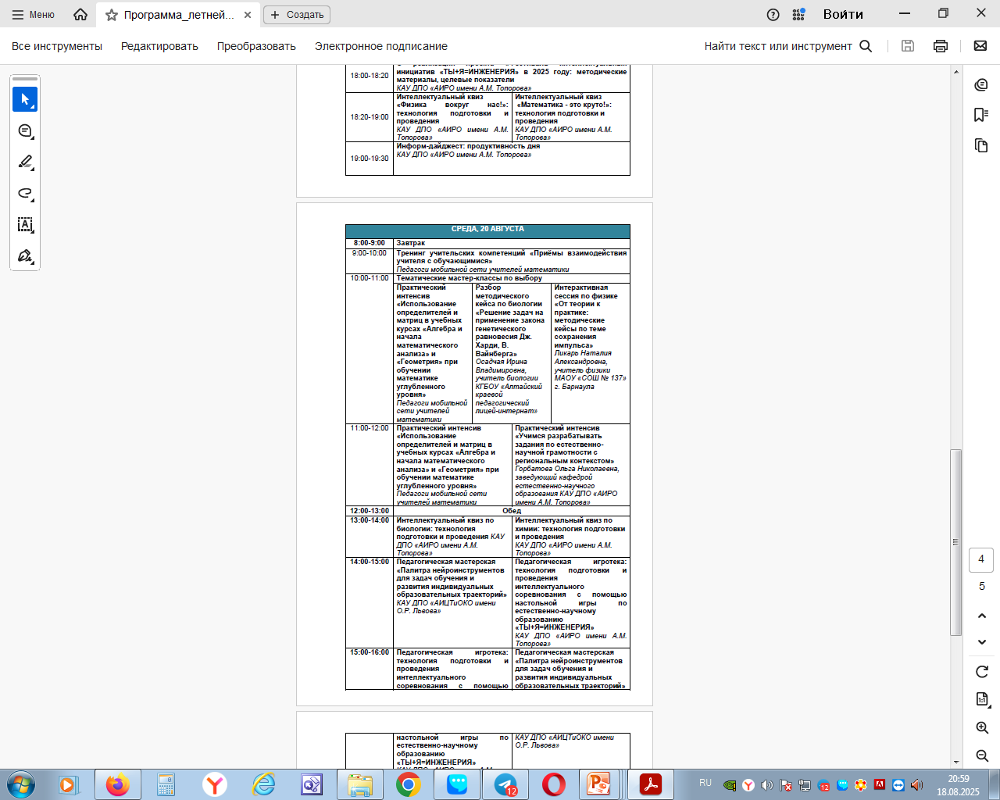 Меню
Программа_летней...
Создать
Войти
Все инструменты
Редактировать
Преобразовать
Электронное подписание
Найти текст или инструмент
18:00-18:20
инициатив «ТЫ+Я=ИНЖЕНЕРИЯ» в 2025 году: методические
материалы, целевые показатели
КАУ ДПО «АИРО имени А.М. Топорова»
18:20-19:00
Интеллектуальный квиз
«Физика вокруг нас!»:
технология подготовки и
проведения
КАУ ДПО «АИРО имени А.М.
Топорова»
Интеллектуальный квиз
«Математика - это круто!»:
технология подготовки и
проведения
КАУ ДПО «АИРО имени А.М.
Топорова»
19:00-19:30
Информ-дайджест: продуктивность дня
КАУ ДПО «АИРО имени А.М. Топорова»
СРЕДА, 20 АВГУСТА
8:00-9:00
Завтрак
9:00-10:00
Тренинг учительских компетенций «Приёмы взаимодействия
учителя с обучающимися»
Педагоги мобильной сети учителей математики
10:00-11:00
Тематические мастер-классы по выбору
Практический
интенсив
«Использование
определителей и
матриц в учебных
курсах «Алгебра и
начала
математического
анализа» и
«Геометрия» при
обучении
математике
углубленного
уровня»
Педагоги мобильной
сети учителей
математики
Разбор
методического
кейса по биологии
«Решение задач на
применение закона
генетического
равновесия Дж.
Харди, В.
Вайнберга»
Осадчая Ирина
Владимировна,
учитель биологии
КГБОУ «Алтайский
краевой
педагогический
лицей-интернат»
Интерактивная
сессия по физике
«От теории к
практике:
методические
кейсы по теме
сохранения
импульса»
Ликарь Наталия
Александровна,
учитель физики
МАОУ «СОШ № 137»
г. Барнаула
11:00-12:00
Практический интенсив
«Использование
определителей и матриц в
учебных курсах «Алгебра и
начала математического
анализа» и «Геометрия» при
обучении математике
углубленного уровня»
Педагоги мобильной сети
учителей математики
Практический интенсив
«Учимся разрабатывать
задания по естественно-
научной грамотности с
региональным контекстом»
Горбатова Ольга Николаевна,
заведующий кафедрой
естественно-научного
образования КАУ ДПО «АИРО
имени А.М. Топорова»
12:00-13:00
Обед
13:00-14:00
Интеллектуальный квиз по
биологии: технология
подготовки и проведения КАУ
ДПО «АИРО имени А.М.
Топорова»
Интеллектуальный квиз по
химии: технология подготовки
и проведения
КАУ ДПО «АИРО имени А.М.
Топорова»
14:00-15:00
Педагогическая мастерская
«Палитра нейроинструментов
для задач обучения и
развития индивидуальных
образовательных траекторий»
КАУ ДПО «АИЦТиОКО имени
О.Р. Львова»
Педагогическая игротека:
технология подготовки и
проведения
интеллектуального
соревнования с помощью
настольной игры по
естественно-научному
образованию
«ТЫ+Я=ИНЖЕНЕРИЯ»
КАУ ДПО «АИРО имени А.М.
Топорова»
15:00-16:00
Педагогическая игротека:
технология подготовки и
проведения
интеллектуального
соревнования с помощью
Педагогическая мастерская
«Палитра нейроинструментов
для задач обучения и
развития индивидуальных
образовательных траекторий»
настольной игры по
естественно-научному
образованию
«ТЫ+Я=ИНЖЕНЕРИЯ»
КАУ ДПО «АИЦТиОКО имени
О.Р. Львова»
4
5
1:1
12
RU
12
20:59
18.08.2025